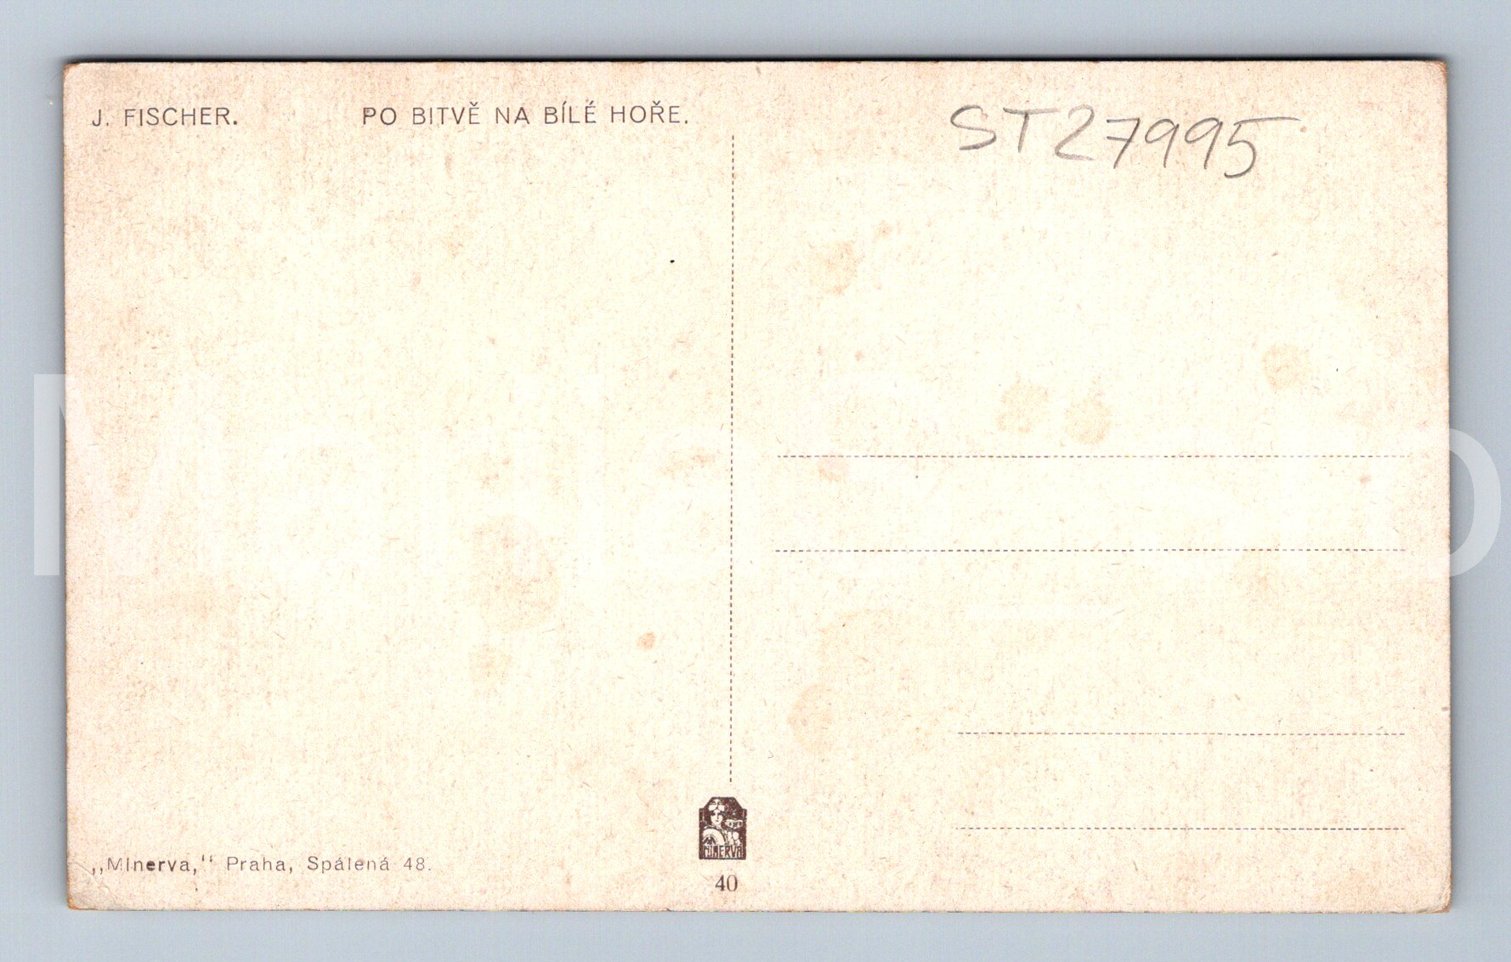 J. FISCHER.
PO BITVĚ NA BÍLÉ HOŘE.
ST27995
„Minerva,“ Praha, Spálená 48.
MINERVA
40